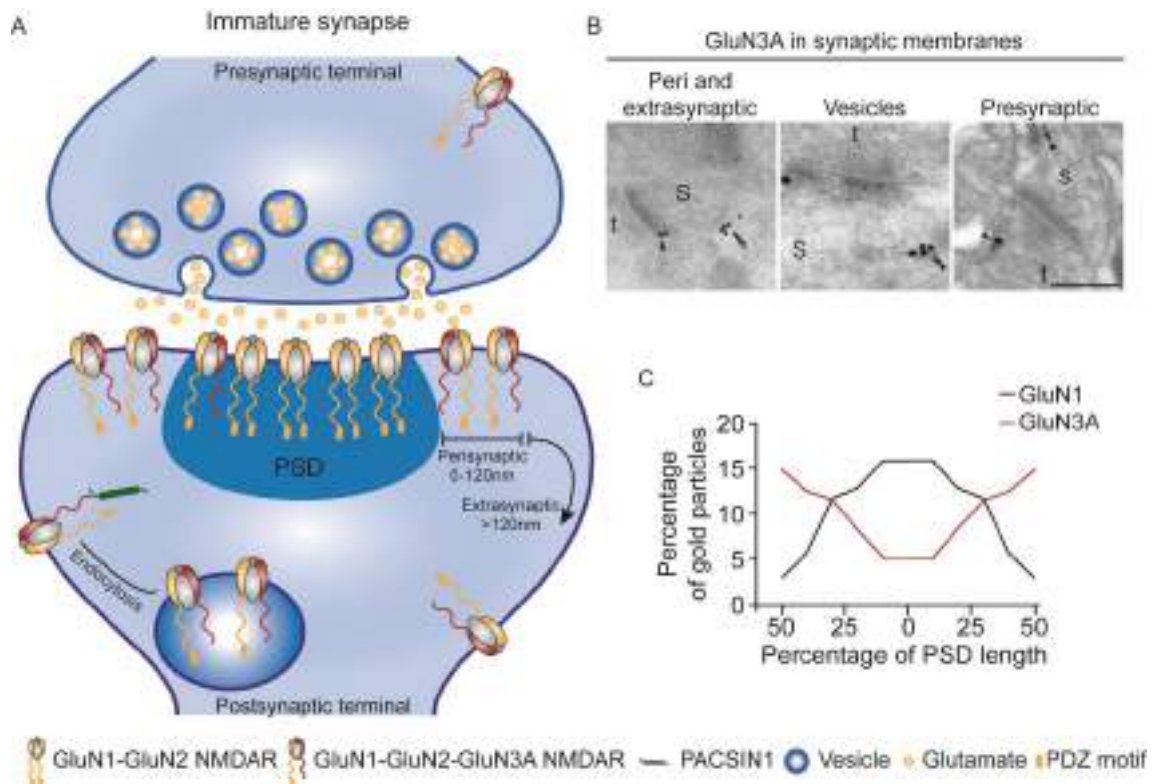 A
Immature synapse
Presynaptic terminal
PSD
Perisynaptic
0-120nm
Extrasynaptic
>120nm
Endocytosis
Postsynaptic terminal
B
GluN3A in synaptic membranes
Peri and
extrasynaptic
Vesicles
Presynaptic
t
S
t
S
s
t
C
GluN1
GluN3A
Percentage
of gold particles
20
15
10
5
0
50 25 0 25 50
Percentage of PSD length
GluN1-GluN2 NMDAR
GluN1-GluN2-GluN3A NMDAR
PACSIN1
Vesicle
Glutamate
PDZ motif